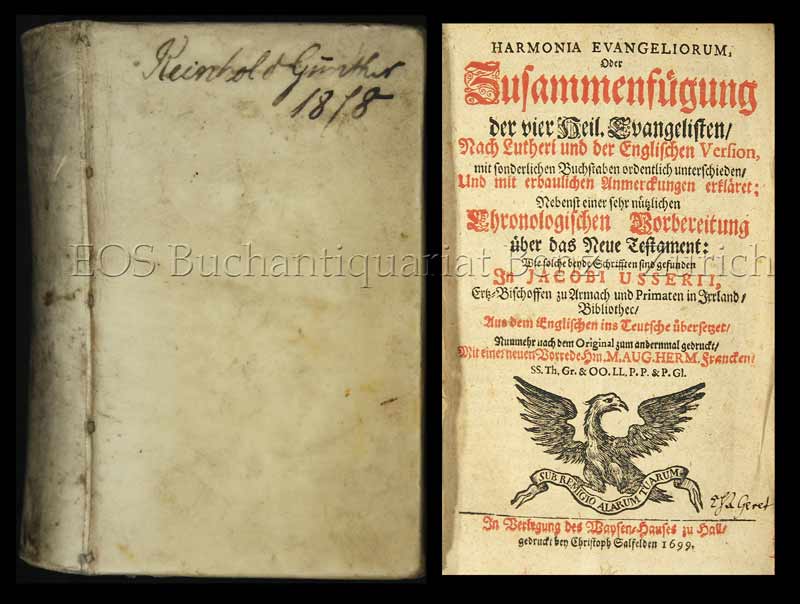 Reinhold Günther
1878
HARMONIA EVANGELIORUM,
Oder
Zusammenfügung
der vier Heil. Evangelisten/
Nach Lutheri und der Englischen Version,
mit sonderlichen Buchstaben ordentlich unterschieden/
Und mit erbaulichen Anmerckungen erkläret;
Nebenst einer sehr nützlichen
Chronologischen Vorbereitung
über das Neue Testament:
Wie solche beyde Schrifften sind gefunden
In JACOBI USSERII,
Ertz-Bischoffen zu Armach und Primaten in Irrland/
Bibliothec/
Aus dem Englischen ins Teutsche übersetzet/
Nunmehr nach dem Original zum andernmal gedruckt/
Mit einer neuen Vorrede Hn. M. AUG. HERM. Francken/
SS. Th. Gr. & OO. LL. P. P. & P. Gl.
SUB REMIGIO ALARUM TUARUM
Geret
In Verlegung des Waysen-Hauses zu Hall/
gedruckt bey Christoph Salfelden 1699.
EOS Buchantiquariat Benz Zürich